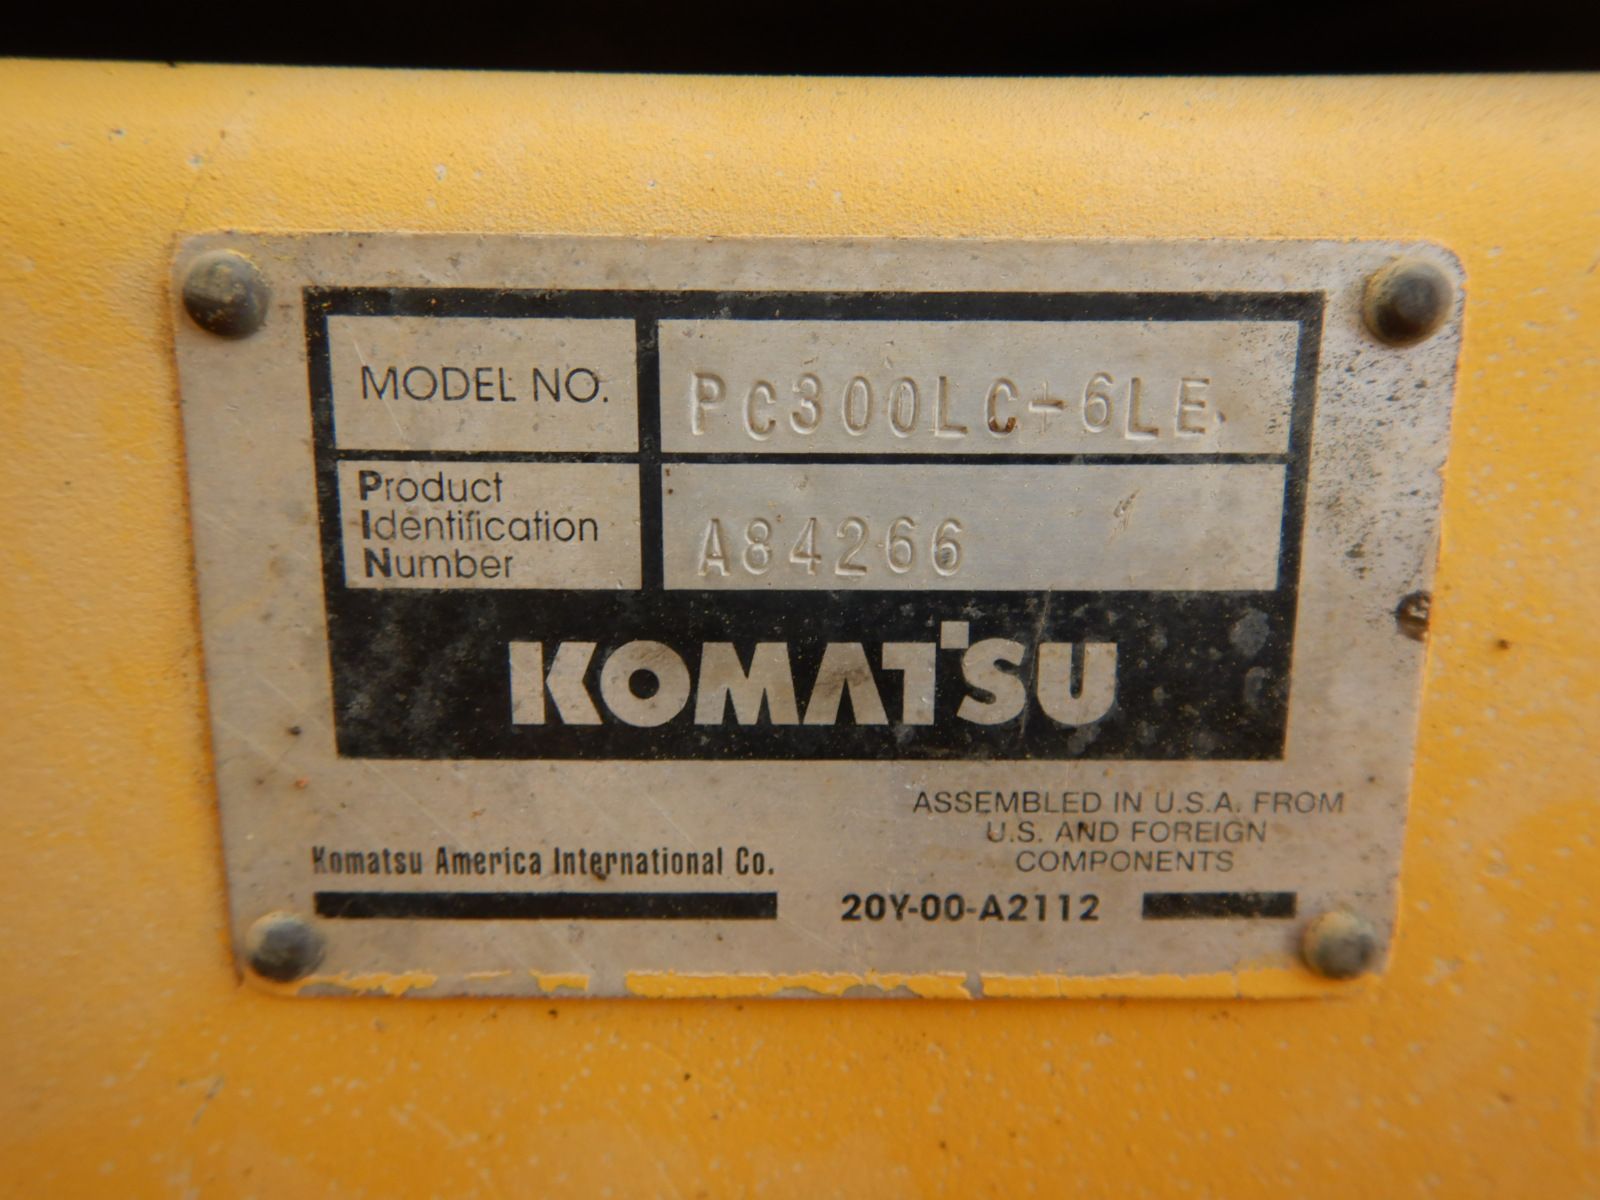 MODEL NO. PC300LC-6LE
Product
Identification
Number
A84266
KOMATSU
ASSEMBLED IN U.S.A. FROM
U.S. AND FOREIGN
COMPONENTS
Komatsu America International Co.
20Y-00-A2112